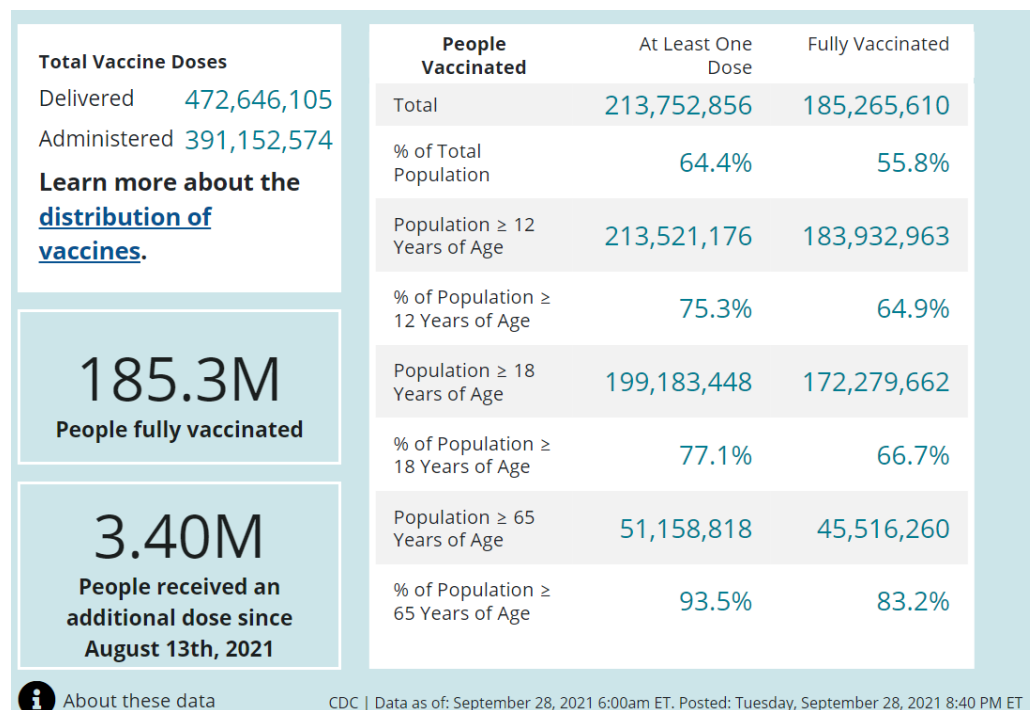 Total Vaccine Doses
Delivered 472,646,105
Administered 391,152,574
Learn more about the
distribution of
vaccines.
185.3M
People fully vaccinated
3.40M
People received an
additional dose since
August 13th, 2021
People Vaccinated At Least One Dose Fully Vaccinated
Total 213,752,856 185,265,610
% of Total Population 64.4% 55.8%
Population ≥ 12 Years of Age 213,521,176 183,932,963
% of Population ≥ 12 Years of Age 75.3% 64.9%
Population ≥ 18 Years of Age 199,183,448 172,279,662
% of Population ≥ 18 Years of Age 77.1% 66.7%
Population ≥ 65 Years of Age 51,158,818 45,516,260
% of Population ≥ 65 Years of Age 93.5% 83.2%
About these data
CDC | Data as of: September 28, 2021 6:00am ET. Posted: Tuesday, September 28, 2021 8:40 PM ET